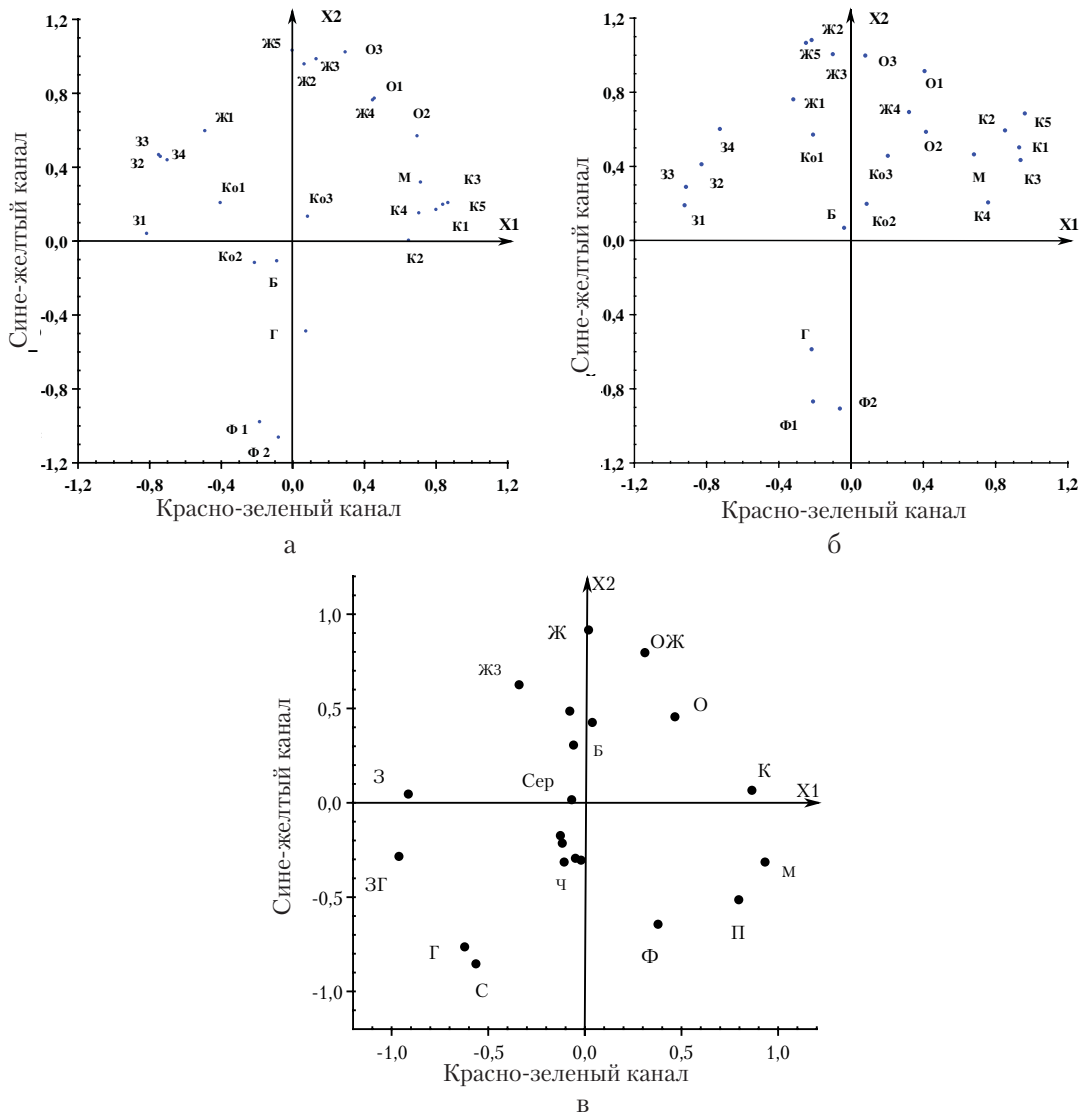 1,2
X2
0,8
0,4
0,0
-0,4
-0,8
-1,2
Сине-желтый канал
Ж5
О3
Ж3
Ж2
О1
Ж4
О2
Ж1
З3
З4
З2
Ко1
М
К3
Ко3
К4
К5
К1
З1
X1
Ко2
К2
Б
Г
Ф 1
Ф 2
-1,2 -0,8 -0,4 0,0 0,4 0,8 1,2
Красно-зеленый канал
а
1,2
X2
0,8
0,4
0,0
-0,4
-0,8
-1,2
Сине-желтый канал
Ж2
Ж5
Ж3
О3
О1
Ж1
Ж4
К2
К5
З4
Ко1
О2
К1
Ко3
М
К3
З3
З2
З1
Б
Ко2
К4
X1
Г
Ф2
Ф1
-1,2 -0,8 -0,4 0,0 0,4 0,8 1,2
Красно-зеленый канал
б
X2
1,0
0,5
0,0
-0,5
-1,0
Сине-желтый канал
Ж
ОЖ
ЖЗ
О
Б
З
Сер
К
X1
ЗГ
Ч
М
П
Г
Ф
С
-1,0 -0,5 0,0 0,5 1,0
Красно-зеленый канал
в